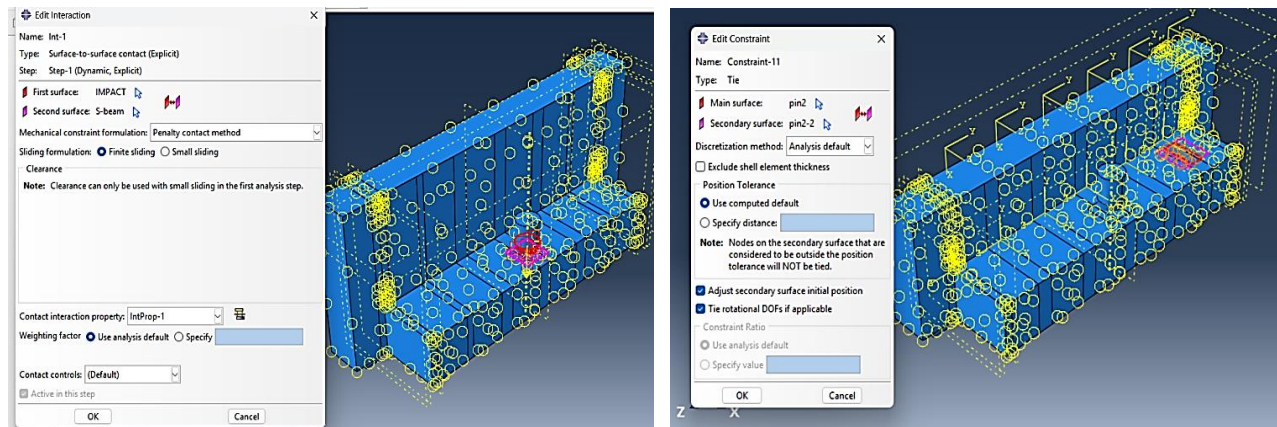 Edit Interaction
Name: Int-1
Type: Surface-to-surface contact (Explicit)
Step: Step-1 (Dynamic, Explicit)
First surface: IMPACT
Second surface: S-beam
Mechanical constraint formulation: Penalty contact method
Sliding formulation: Finite sliding Small sliding
Clearance
Note: Clearance can only be used with small sliding in the first analysis step.
Contact interaction property: IntProp-1
Weighting factor Use analysis default Specify
Contact controls: (Default)
Active in this step
OK Cancel
Edit Constraint
Name: Constraint-11
Type: Tie
Main surface: pin2
Secondary surface: pin2-2
Discretization method: Analysis default
Exclude shell element thickness
Position Tolerance
Use computed default
Specify distance:
Note: Nodes on the secondary surface that are
considered to be outside the position
tolerance will NOT be tied.
Adjust secondary surface initial position
Tie rotational DOFs if applicable
Constraint Ratio
Use analysis default
Specify value
OK Cancel
Z X